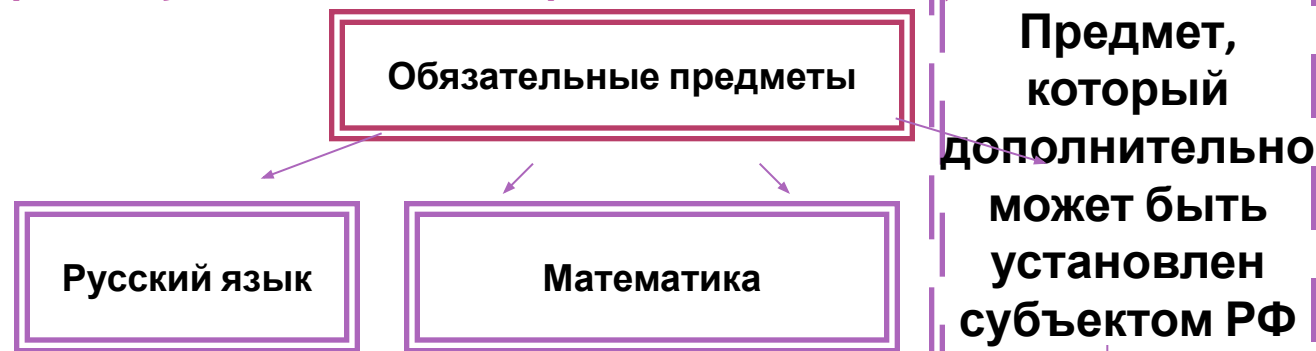 Обязательные предметы
Русский язык
Математика
Предмет,
который
дополнительно
может быть
установлен
субъектом РФ